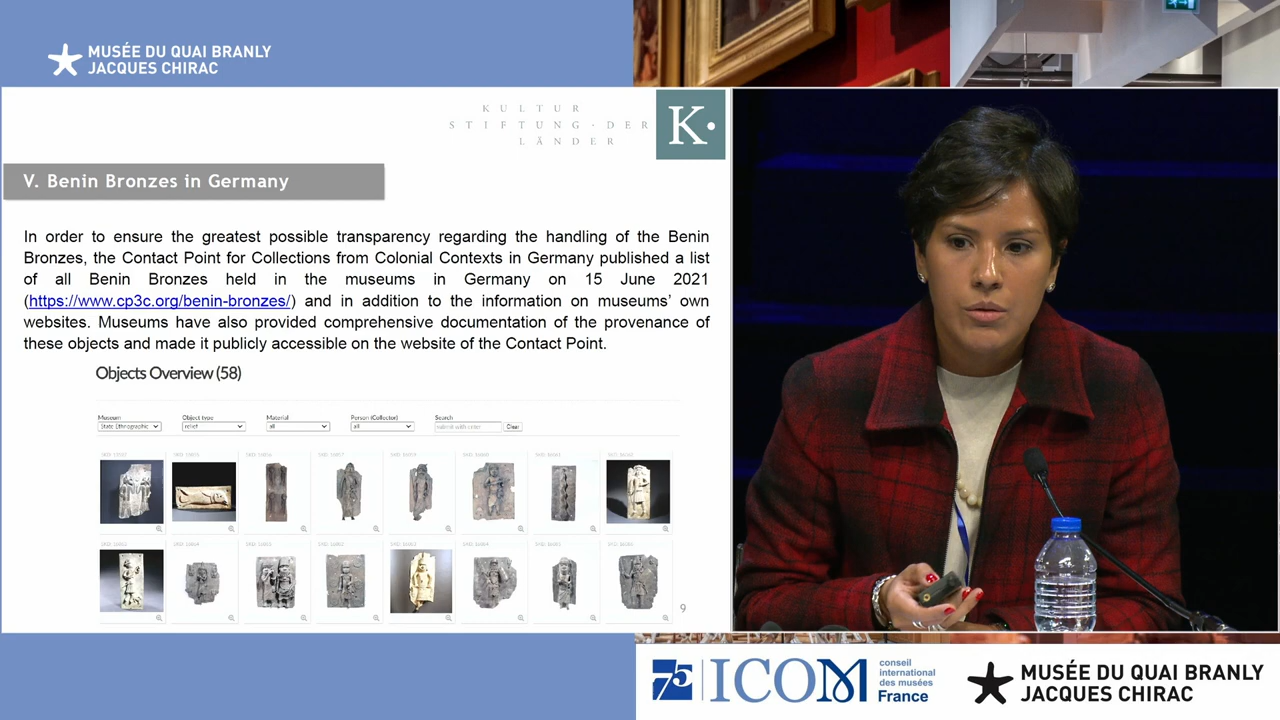 MUSÉE DU QUAI BRANLY
JACQUES CHIRAC
KULTUR
STIFTUNG·DER
LÄNDER
K·
V. Benin Bronzes in Germany
In order to ensure the greatest possible transparency regarding the handling of the Benin
Bronzes, the Contact Point for Collections from Colonial Contexts in Germany published a list
of all Benin Bronzes held in the museums in Germany on 15 June 2021
(https://www.cp3c.org/benin-bronzes/) and in addition to the information on museums' own
websites. Museums have also provided comprehensive documentation of the provenance of
these objects and made it publicly accessible on the website of the Contact Point.
Objects Overview (58)
Museum Object type Material Person (Collector) Search
State Ethnographic relief all all submit with enter Clear
9
75 ICOM conseil
international
des musées
France
MUSÉE DU QUAI BRANLY
JACQUES CHIRAC